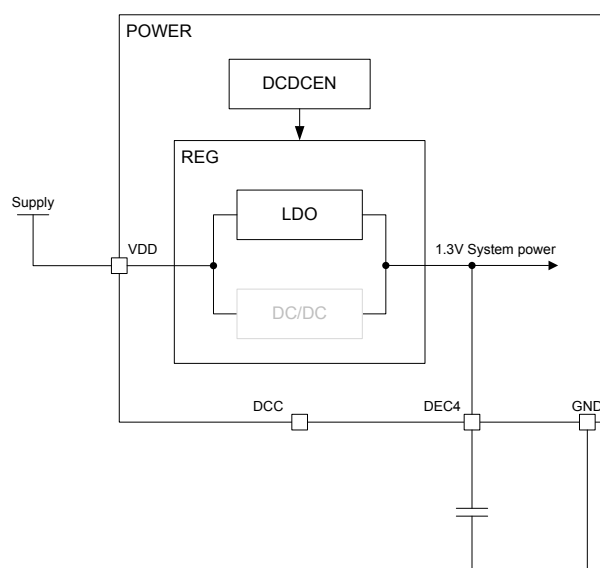 POWER
DCDCEN
REG
Supply
LDO
VDD
1.3V System power
DC/DC
DCC
DEC4
GND